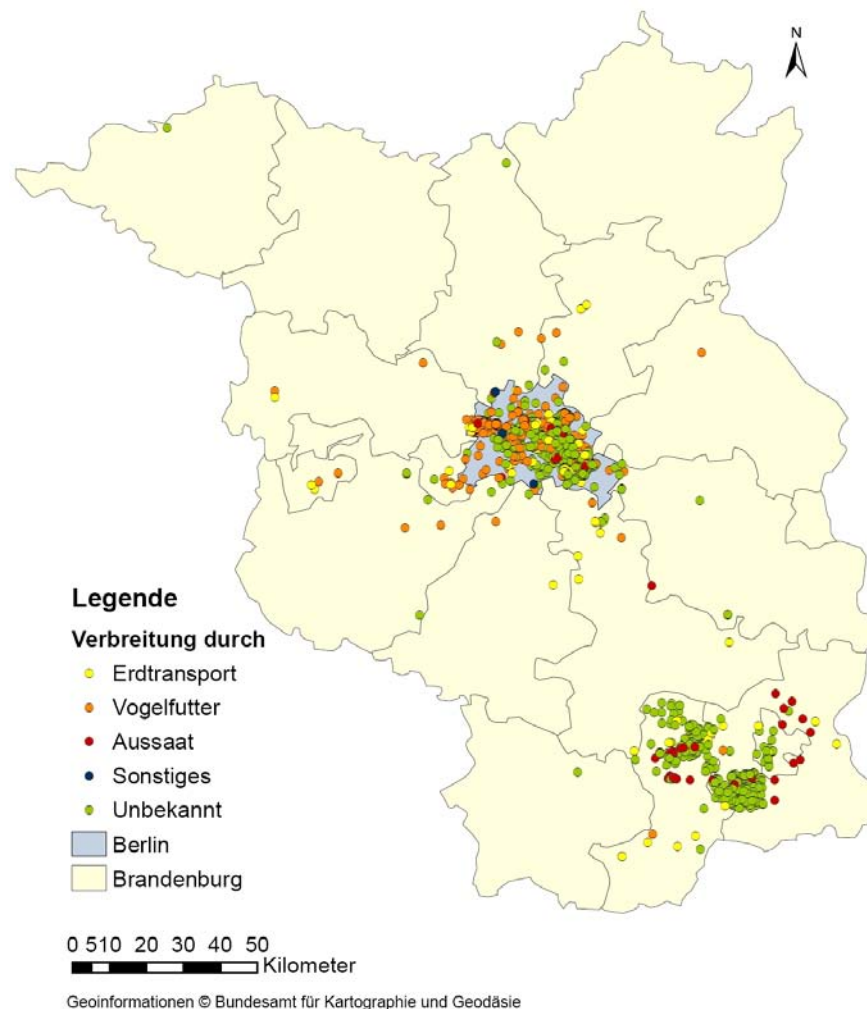 N
Legende
Verbreitung durch
Erdtransport
Vogelfutter
Aussaat
Sonstiges
Unbekannt
Berlin
Brandenburg
0 510 20 30 40 50
Kilometer
Geoinformationen © Bundesamt für Kartographie und Geodäsie